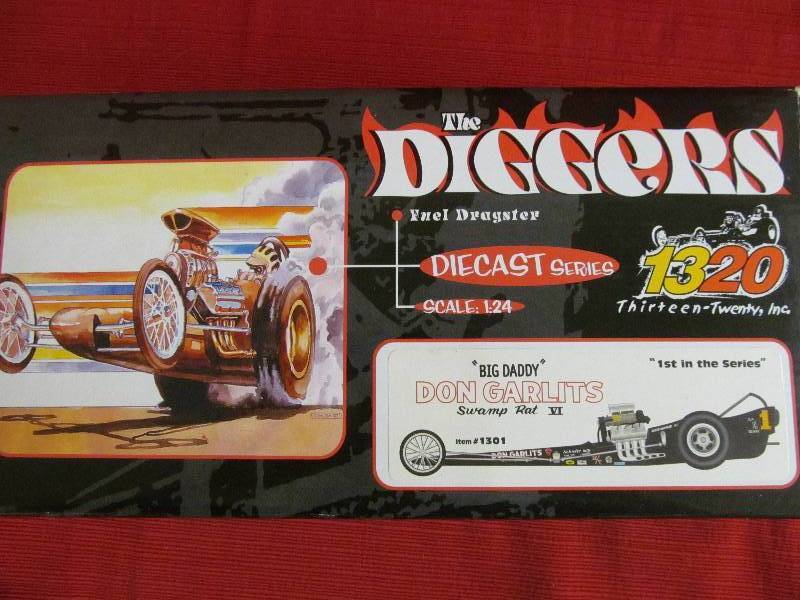 The
DIGGERS
Fuel Dragster
DIECAST SERIES
SCALE: 1:24
1320
Thirteen-Twenty, Inc.
"BIG DADDY"
"1st in the Series"
DON GARLITS
Swamp Rat VI
Item #1301
DON GARLITS
1